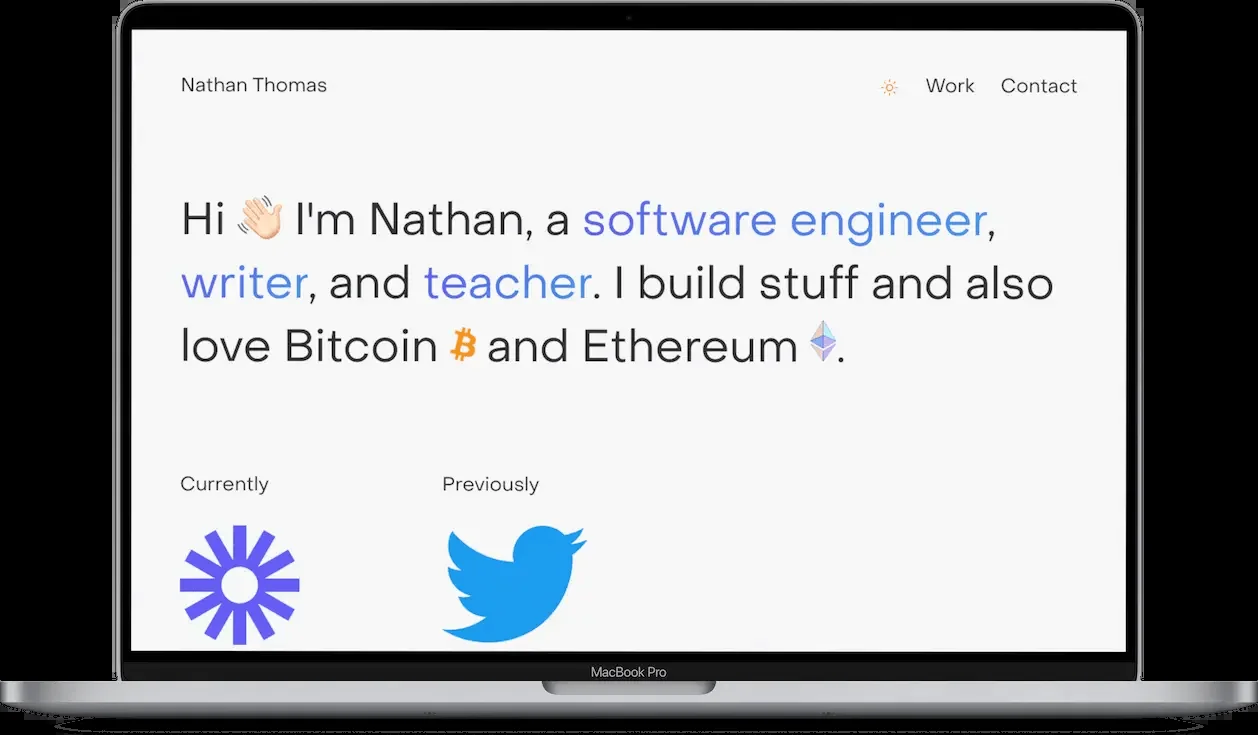 Nathan Thomas
Work Contact
Hi 👋🏻 I'm Nathan, a software engineer,
writer, and teacher. I build stuff and also
love Bitcoin and Ethereum .
Currently Previously
MacBook Pro